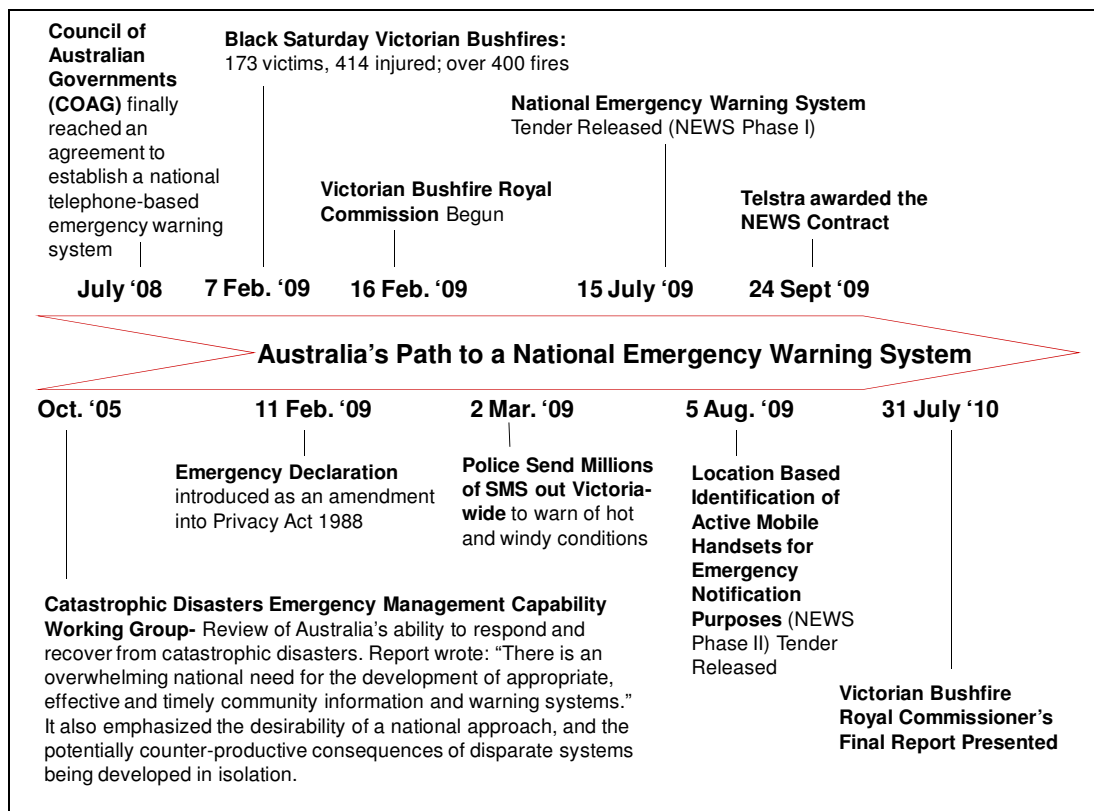 Council of
Australian
Governments
(COAG) finally
reached an
agreement to
establish a national
telephone-based
emergency warning
system
July ‘08
Black Saturday Victorian Bushfires:
173 victims, 414 injured; over 400 fires
7 Feb. ‘09
Victorian Bushfire Royal
Commission Begun
16 Feb. ‘09
National Emergency Warning System
Tender Released (NEWS Phase I)
15 July ‘09
Telstra awarded the
NEWS Contract
24 Sept ‘09
Australia’s Path to a National Emergency Warning System
Oct. ‘05
Catastrophic Disasters Emergency Management Capability
Working Group- Review of Australia’s ability to respond and
recover from catastrophic disasters. Report wrote: “There is an
overwhelming national need for the development of appropriate,
effective and timely community information and warning systems.”
It also emphasized the desirability of a national approach, and the
potentially counter-productive consequences of disparate systems
being developed in isolation.
11 Feb. ‘09
Emergency Declaration
introduced as an amendment
into Privacy Act 1988
2 Mar. ‘09
Police Send Millions
of SMS out Victoria-
wide to warn of hot
and windy conditions
5 Aug. ‘09
Location Based
Identification of
Active Mobile
Handsets for
Emergency
Notification
Purposes (NEWS
Phase II) Tender
Released
31 July ‘10
Victorian Bushfire
Royal Commissioner’s
Final Report Presented